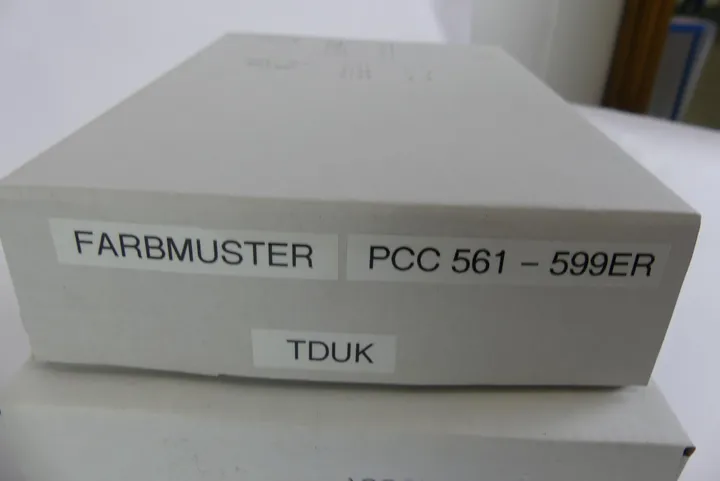 FARBMUSTER PCC 561 – 599ER
TDUK